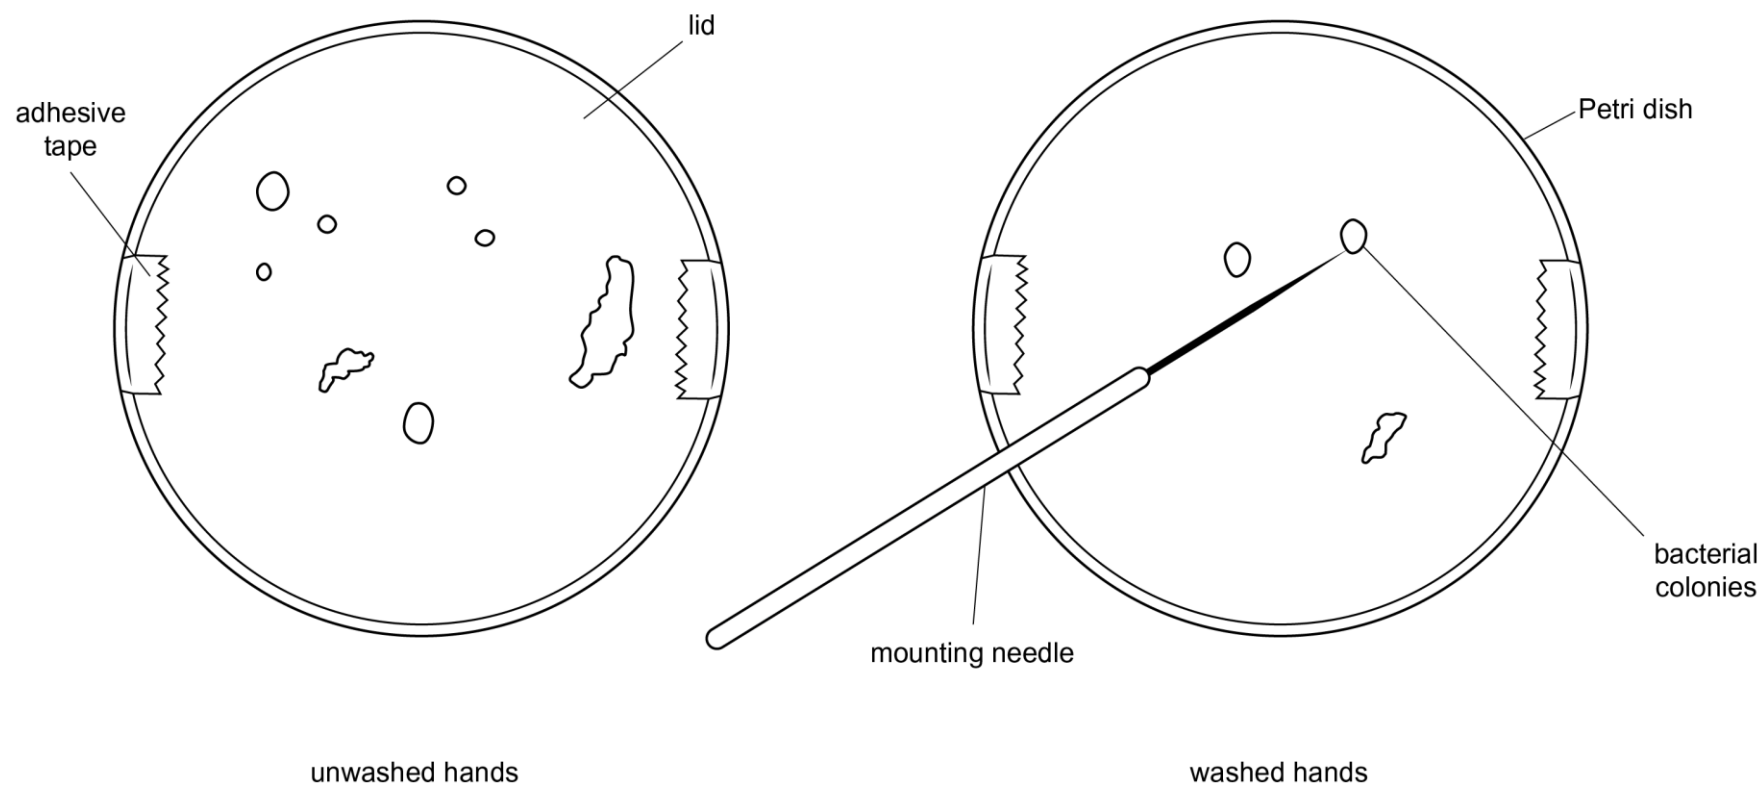 lid
adhesive
tape
Petri dish
bacterial
colonies
mounting needle
unwashed hands
washed hands